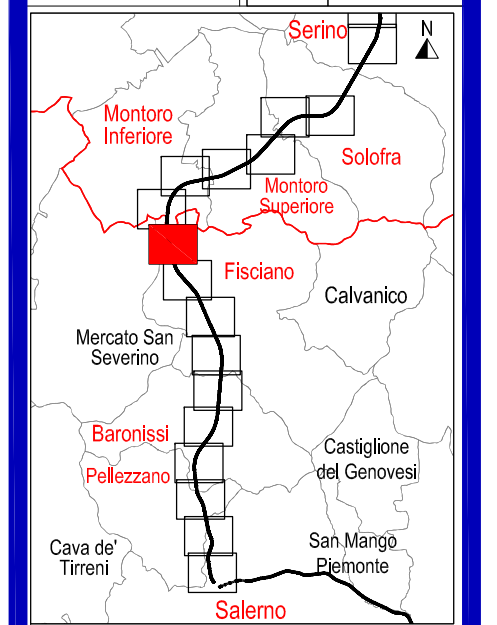 Serino
N
Montoro
Inferiore
Solofra
Montoro
Superiore
Fisciano
Calvanico
Mercato San
Severino
Baronissi
Castiglione
del Genovesi
Pellezzano
Cava de'
Tirreni
San Mango
Piemonte
Salerno